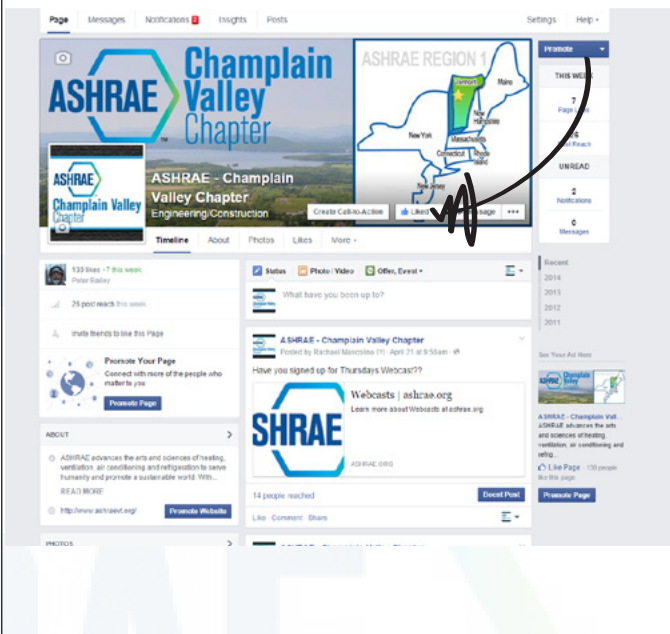 Page Messages Notifications 2 Insights Posts Settings Help
Promote
ASHRAE
Champlain
Valley
Chapter
ASHRAE REGION 1
Vermont
Maine
New
Hampshire
New York
Massachusetts
Connecticut Rhode
Island
New Jersey
THIS WEEK
7
Page Likes
26
Post Reach
UNREAD
2
Notifications
0
Messages
ASHRAE
Champlain Valley
Chapter
ASHRAE - Champlain
Valley Chapter
Engineering/Construction
Create Call-to-Action Liked
Timeline About Photos Likes More
133 likes +7 this week
26 post reach this week
Invite friends to like this Page
Promote Your Page
Connect with more of the people who
matter to you
Promote Page
ABOUT
ASHRAE advances the arts and sciences of heating,
ventilation, air conditioning and refrigeration to serve
humanity and promote a sustainable world. With...
READ MORE
http://www.ashraevt.org/ Promote Website
PHOTOS
Status Photo / Video Offer, Event +
What have you been up to?
ASHRAE - Champlain Valley Chapter
April 21 at 9:56am
Have you signed up for Thursdays Webcast??
SHRAE
Webcasts | ashrae.org
Learn more about Webcasts at ashrae.org
ASHRAE.ORG
14 people reached Boost Post
Like Comment Share
Recent
2014
2013
2012
2011
See Your Ad Here
ASHRAE - Champlain Vall...
ASHRAE advances the arts
and sciences of heating,
ventilation, air conditioning and
refrig...
Like Page
like this page
Promote Page